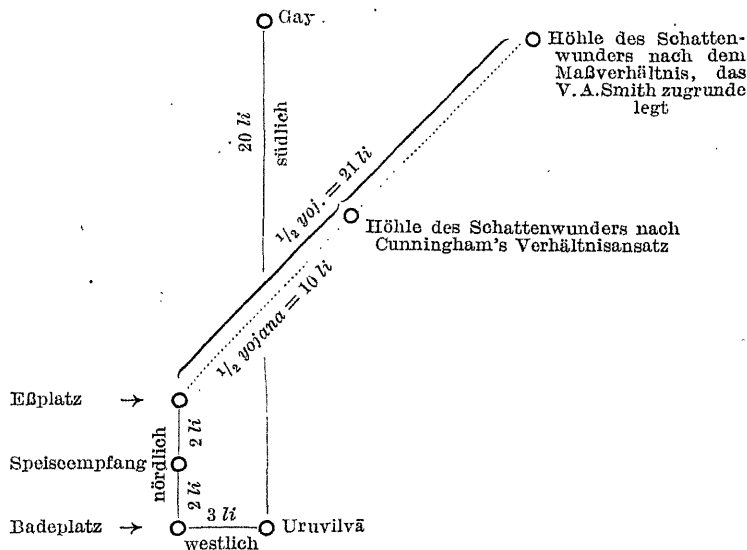 Gay
Höhle des Schatten-
wunders nach dem
Maßverhältnis, das
V. A. Smith zugrunde
legt
20 li
südlich
1/2 yoj. = 21 li
Höhle des Schattenwunders nach
Cunningham's Verhältnisansatz
1/2 yojana = 10 li
Eßplatz →
nördlich
2 li
Speiseempfang
2 li
Badeplatz →
3 li
westlich
Uruvilvā